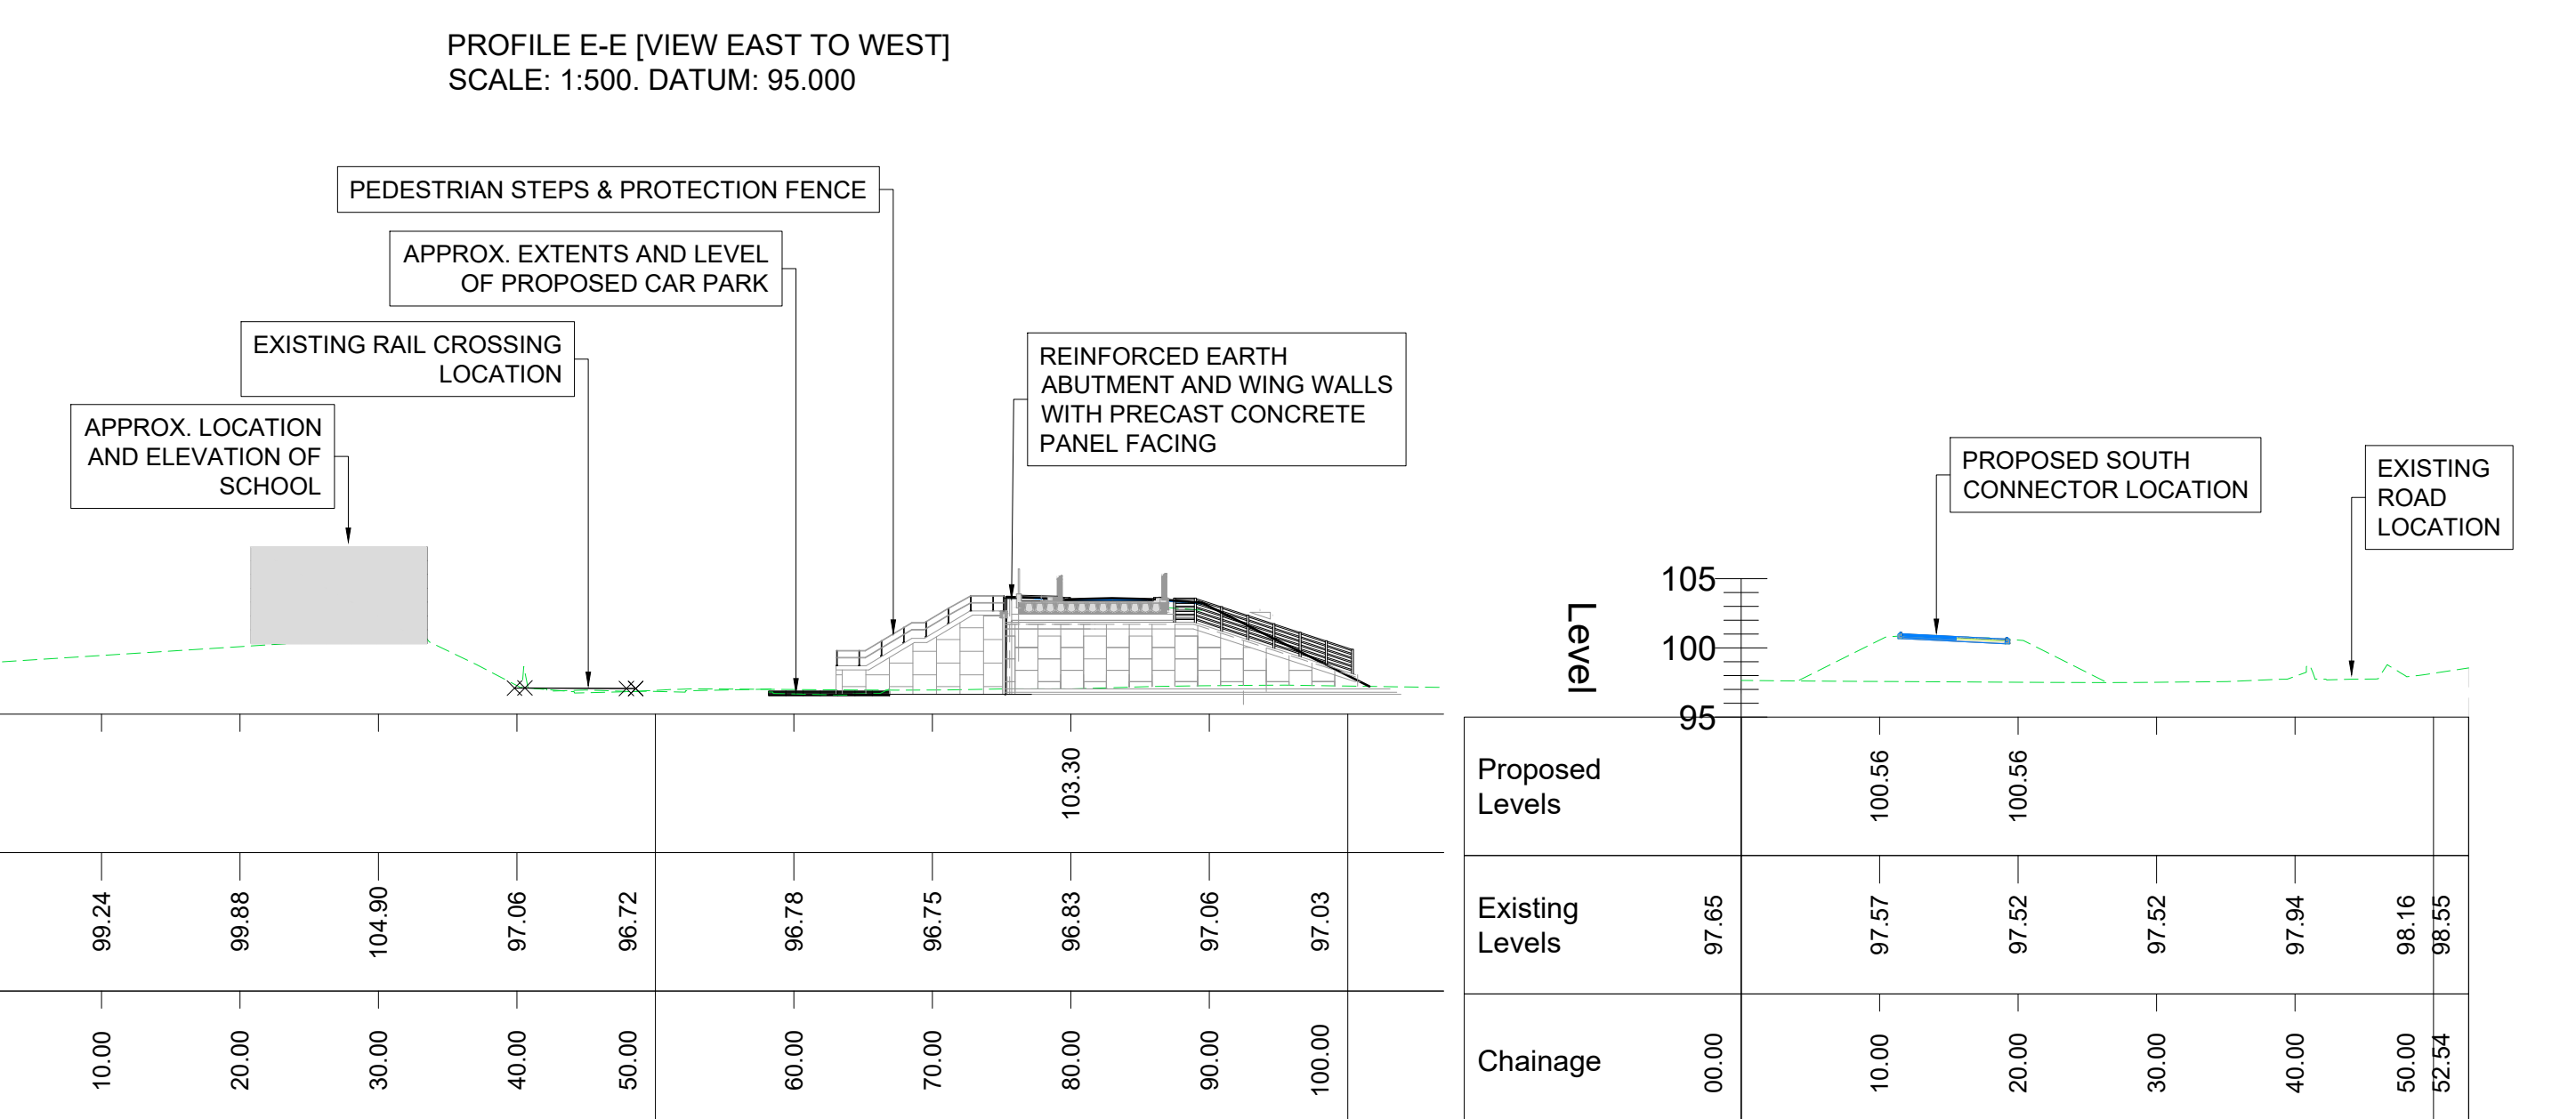 PROFILE E-E [VIEW EAST TO WEST]
SCALE: 1:500. DATUM: 95.000
PEDESTRIAN STEPS & PROTECTION FENCE
APPROX. EXTENTS AND LEVEL
OF PROPOSED CAR PARK
EXISTING RAIL CROSSING
LOCATION
APPROX. LOCATION
AND ELEVATION OF
SCHOOL
REINFORCED EARTH
ABUTMENT AND WING WALLS
WITH PRECAST CONCRETE
PANEL FACING
103.30
99.24 99.88 104.90 97.06 96.72 96.78 96.75 96.83 97.06 97.03
10.00 20.00 30.00 40.00 50.00 60.00 70.00 80.00 90.00 100.00
PROPOSED SOUTH
CONNECTOR LOCATION
EXISTING
ROAD
LOCATION
Level
105
100
95
Proposed
Levels
100.56 100.56
Existing
Levels
97.65 97.57 97.52 97.52 97.94 98.16 98.55
Chainage
00.00 10.00 20.00 30.00 40.00 50.00 52.54